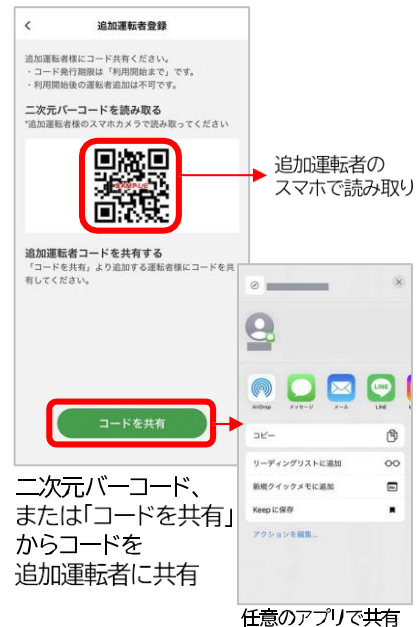 追加運転者登録
追加運転者様にコード共有ください。
・コード発行期限は「利用開始まで」です。
・利用開始後の運転者追加は不可です。
二次元バーコードを読み取る
*追加運転者様のスマホカメラで読み取ってください
SAMPLE
追加運転者の
スマホで読み取り
追加運転者コードを共有する
「コードを共有」より追加する運転者様にコードを共
有してください。
コードを共有
AirDrop メッセージ メール LINE
コピー
リーディングリストに追加
新規クイックメモに追加
Keepに保存
アクションを編集...
二次元バーコード、
または「コードを共有」
からコードを
追加運転者に共有
任意のアプリで共有